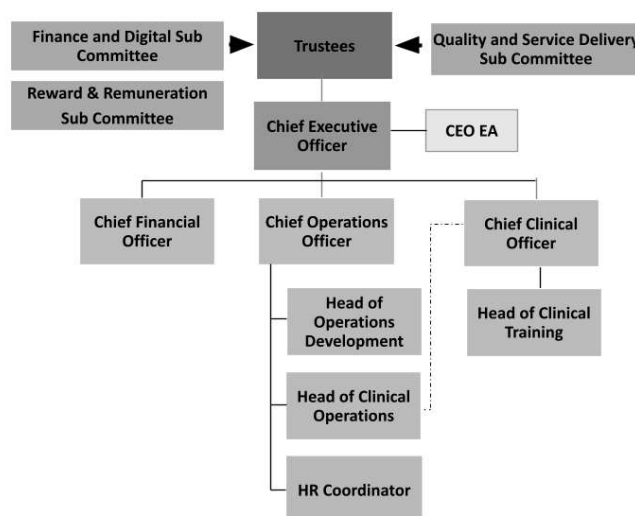 Finance and Digital Sub
Committee
Trustees
Quality and Service Delivery
Sub Committee
Reward & Remuneration
Sub Committee
Chief Executive
Officer
CEO EA
Chief Financial
Officer
Chief Operations
Officer
Chief Clinical
Officer
Head of
Operations
Development
Head of Clinical
Training
Head of Clinical
Operations
HR Coordinator